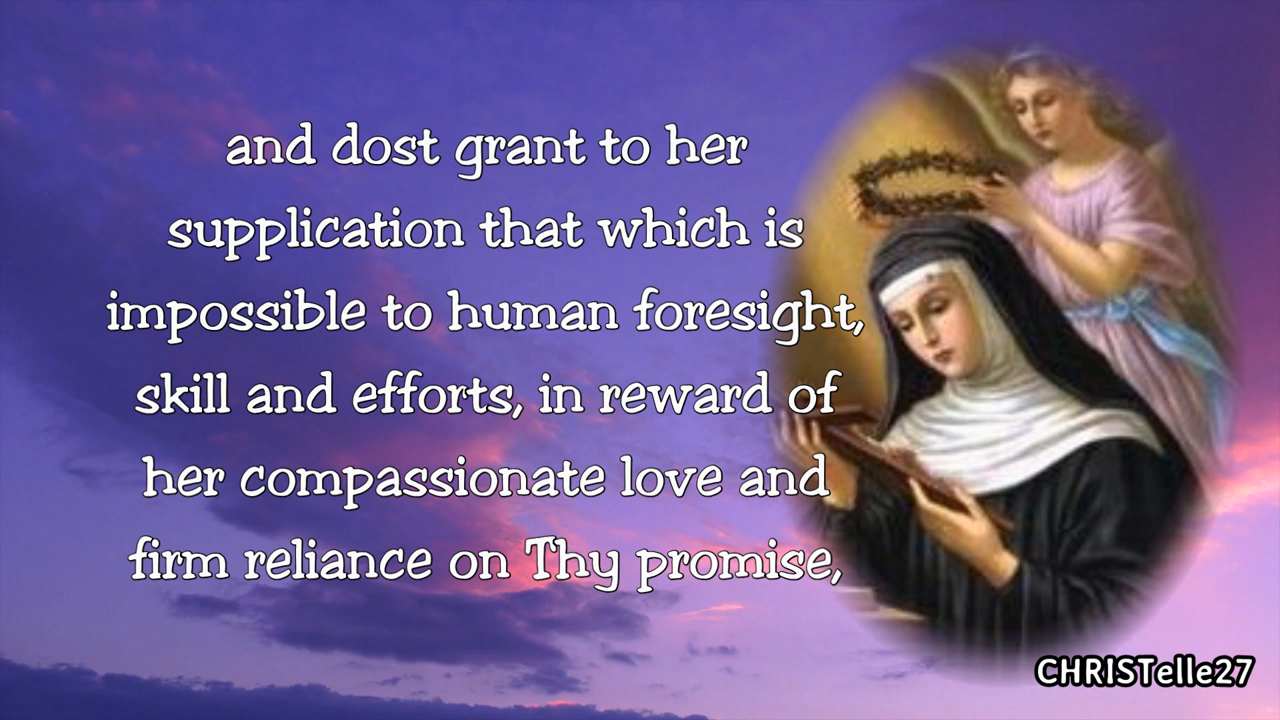 and dost grant to her
supplication that which is
impossible to human foresight,
skill and efforts, in reward of
her compassionate love and
firm reliance on Thy promise,
CHRISTelle27